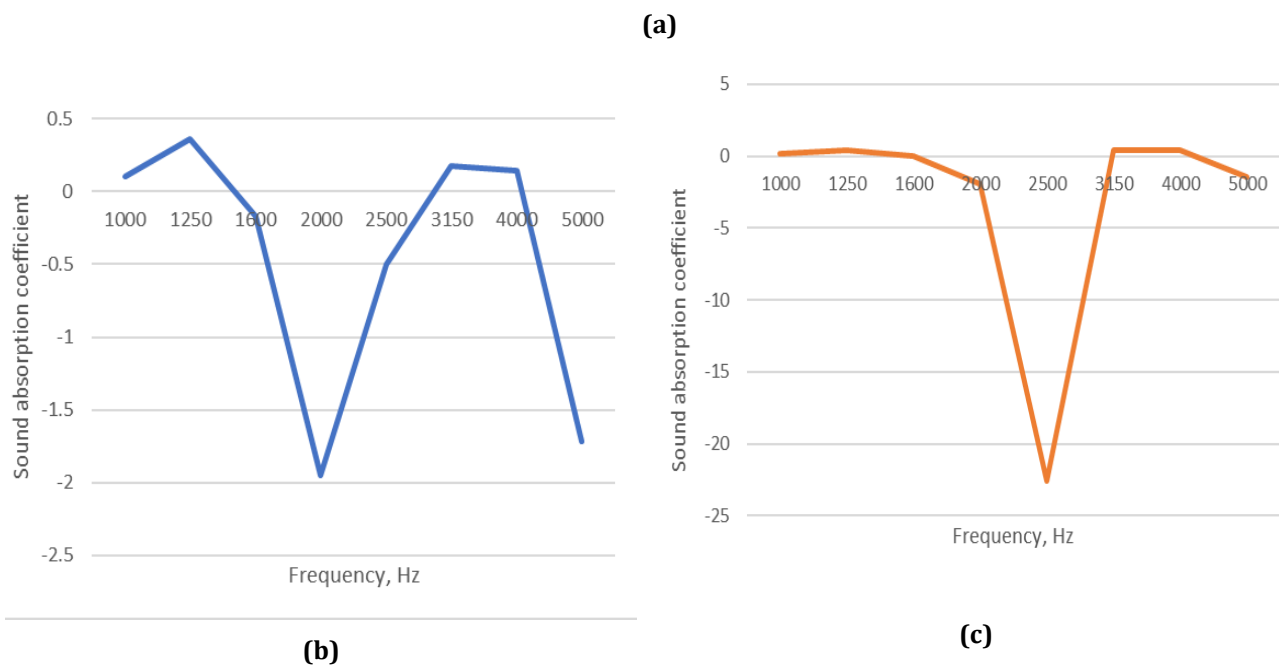 (a)
0.5
0
-0.5
-1
-1.5
-2
-2.5
1000 1250 1600 2000 2500 3150 4000 5000
Sound absorption coefficient
Frequency, Hz
(b)
5
0
-5
-10
-15
-20
-25
1000 1250 1600 2000 2500 3150 4000 5000
Sound absorption coefficient
Frequency, Hz
(c)